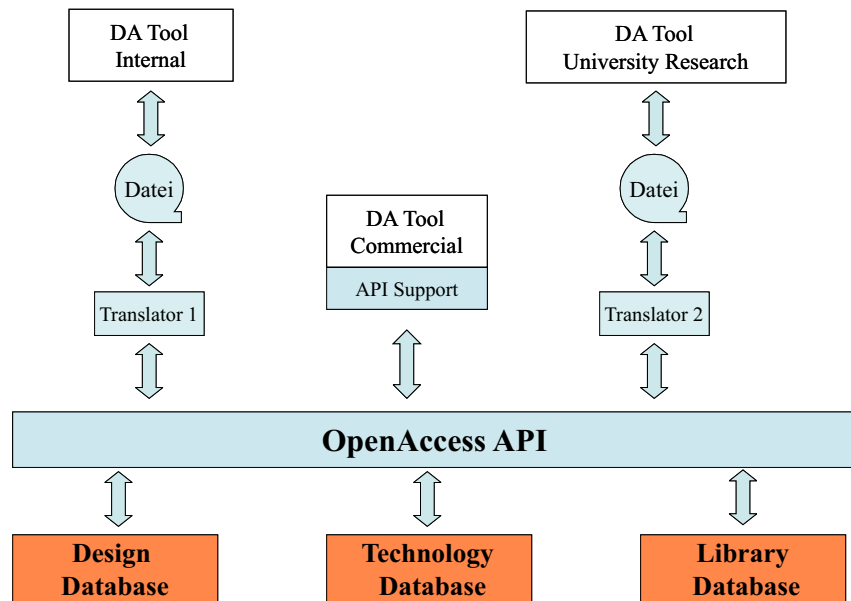 DA Tool
Internal
DA Tool
University Research
Datei
Datei
DA Tool
Commercial
API Support
Translator 1
Translator 2
OpenAccess API
Design
Database
Technology
Database
Library
Database